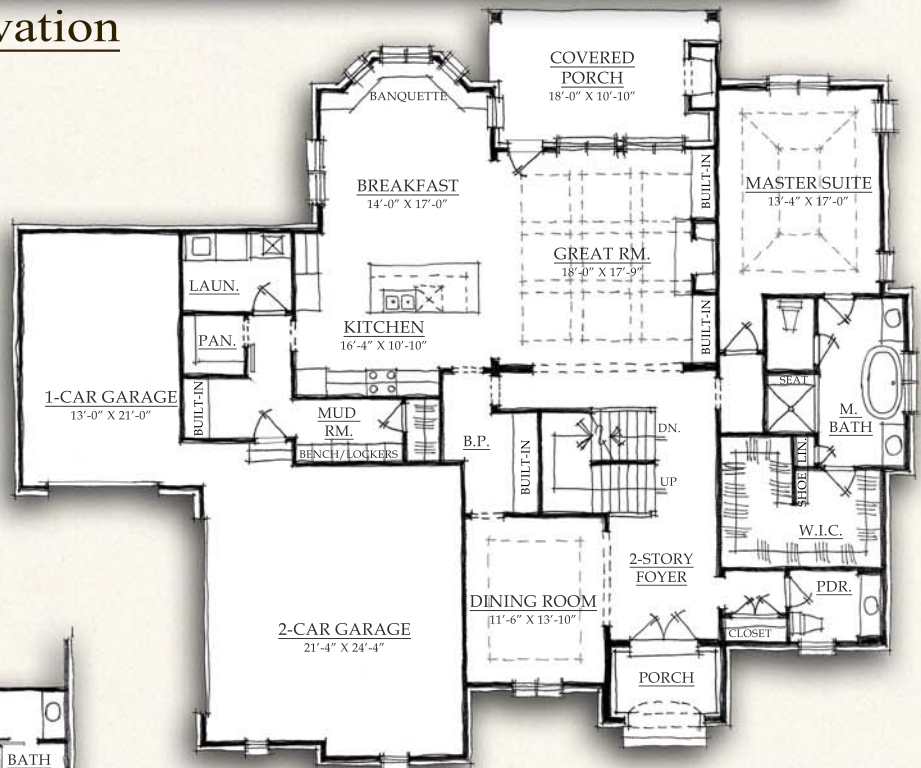 vation
COVERED
PORCH
18'-0" X 10'-10"
BANQUETTE
BREAKFAST
14'-0" X 17'-0"
BUILT-IN
MASTER SUITE
13'-4" X 17'-0"
GREAT RM.
18'-0" X 17'-9"
LAUN.
BUILT-IN
PAN.
KITCHEN
16'-4" X 10'-10"
SEAT
1-CAR GARAGE
13'-0" X 21'-0"
BUILT-IN
MUD
RM.
BENCH/LOCKERS
B.P.
BUILT-IN
DN.
UP
M.
BATH
SHOE
LIN.
W.I.C.
2-STORY
FOYER
PDR.
DINING ROOM
11'-6" X 13'-10"
CLOSET
2-CAR GARAGE
21'-4" X 24'-4"
PORCH
BATH